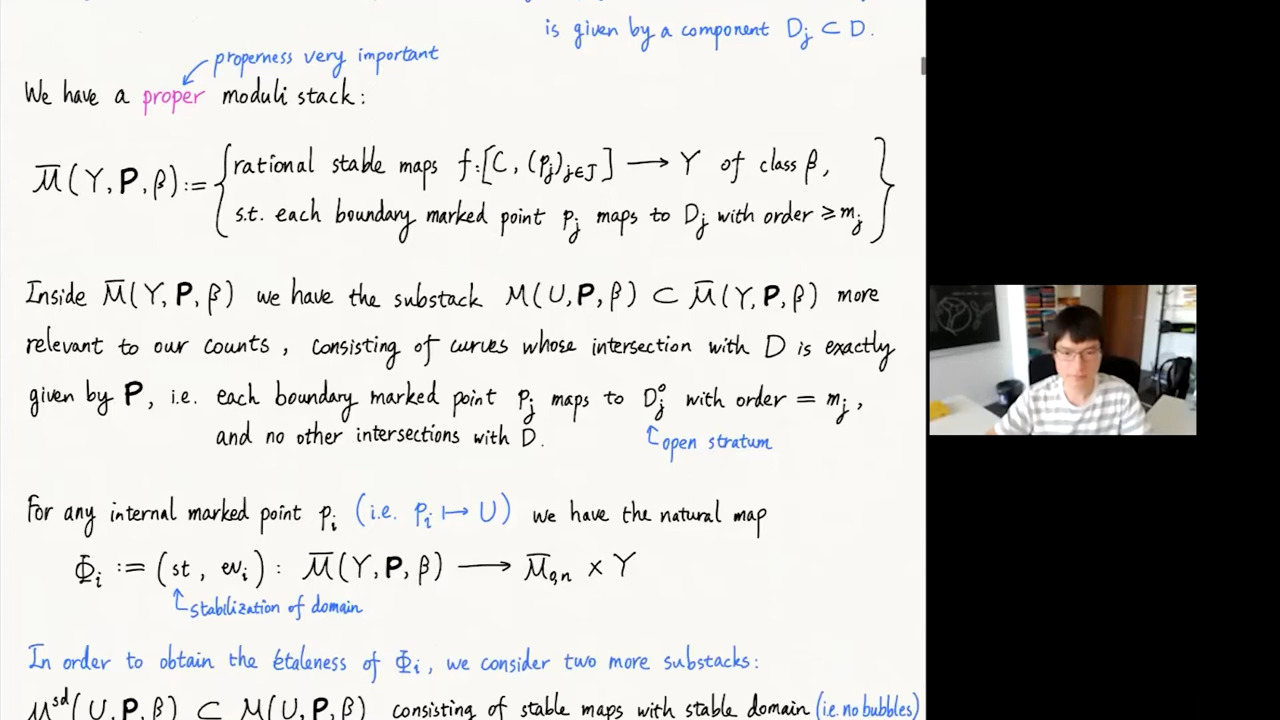 is given by a component D_j ⊂ D.
properness very important
We have a proper moduli stack:
M̄(Y, P, β) := { rational stable maps f: [C, (p_j)_{j∈J}] ⟶ Y of class β,
s.t. each boundary marked point p_j maps to D_j with order ≥ m_j }
Inside M̄(Y, P, β) we have the substack M(U, P, β) ⊂ M̄(Y, P, β) more
relevant to our counts, consisting of curves whose intersection with D is exactly
given by P, i.e. each boundary marked point p_j maps to D_j° with order = m_j,
and no other intersections with D.
open stratum
For any internal marked point p_i (i.e. p_i ↦ U) we have the natural map
Φ_i := (st, ev_i) : M̄(Y, P, β) ⟶ M̄_{0,n} × Y
stabilization of domain
In order to obtain the étaleness of Φ_i, we consider two more substacks:
M^{sd}(U, P, β) ⊂ M(U, P, β) consisting of stable maps with stable domain (i.e. no bubbles)